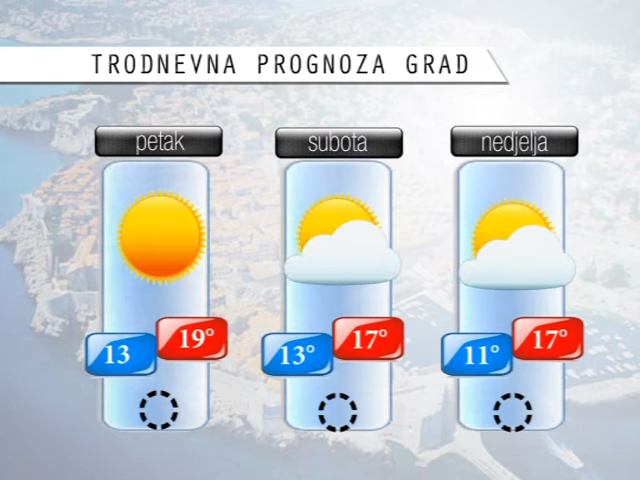 TRODNEVNA PROGNOZA GRAD
petak
subota
nedjelja
13 19°
13° 17°
11° 17°